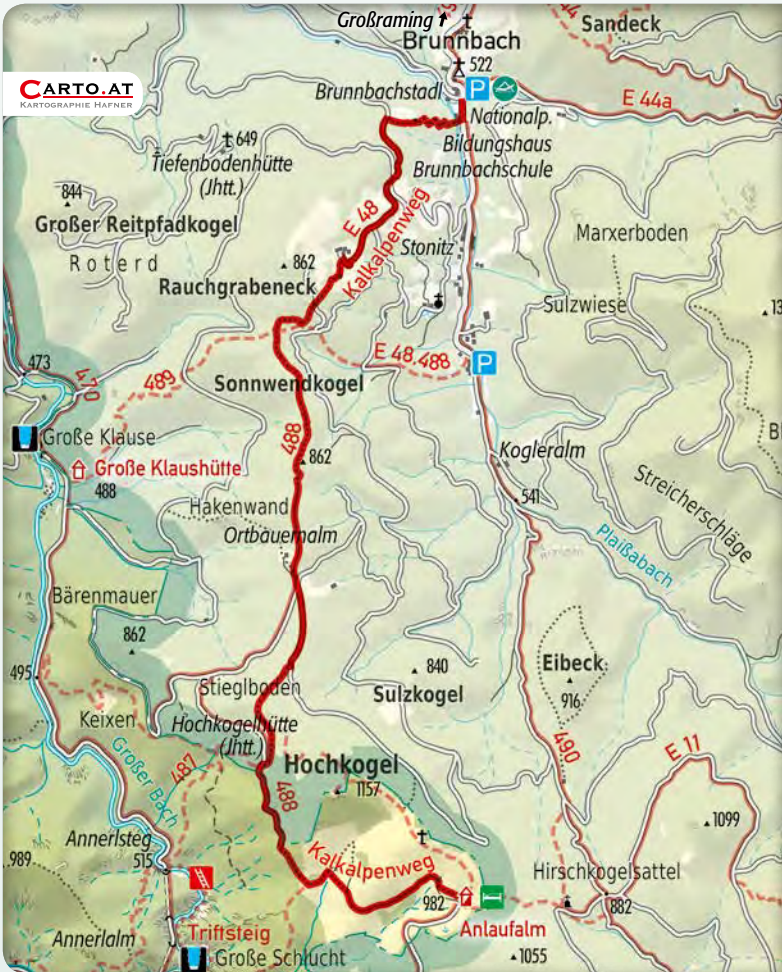 Großraming
Sandeck
44
Brunnbach
522
CARTO.AT
KARTOGRAPHIE HAFNER
Brunnbachstadl
P
E 44a
Nationalp.
Bildungshaus
Brunnbachschule
649
Tiefenbodenhütte
(Jhtt.)
844
Großer Reitpfadkogel
Roterd
E 48
Kalkalpenweg
Stonitz
Marxerboden
862
Rauchgrabeneck
Sulzwiese
E 48.488
P
473
470
489
Sonnwendkogel
488
Große Klause
862
Große Klaushütte
488
Kogleralm
Streicherschläge
Hakenwand
Ortbauernalm
541
Plaißabach
Bärenmauer
862
840
Eibeck
916
Sulzkogel
495
Stieglboden
Keixen
Hochkogelhütte
(Jhtt.)
Großer Bach
487
Hochkogel
1157
488
490
E 11
1099
Annerlsteg
515
989
Kalkalpenweg
982
Hirschkogelsattel
882
Annerlalm
Triftsteig
Anlaufalm
Große Schlucht
1055